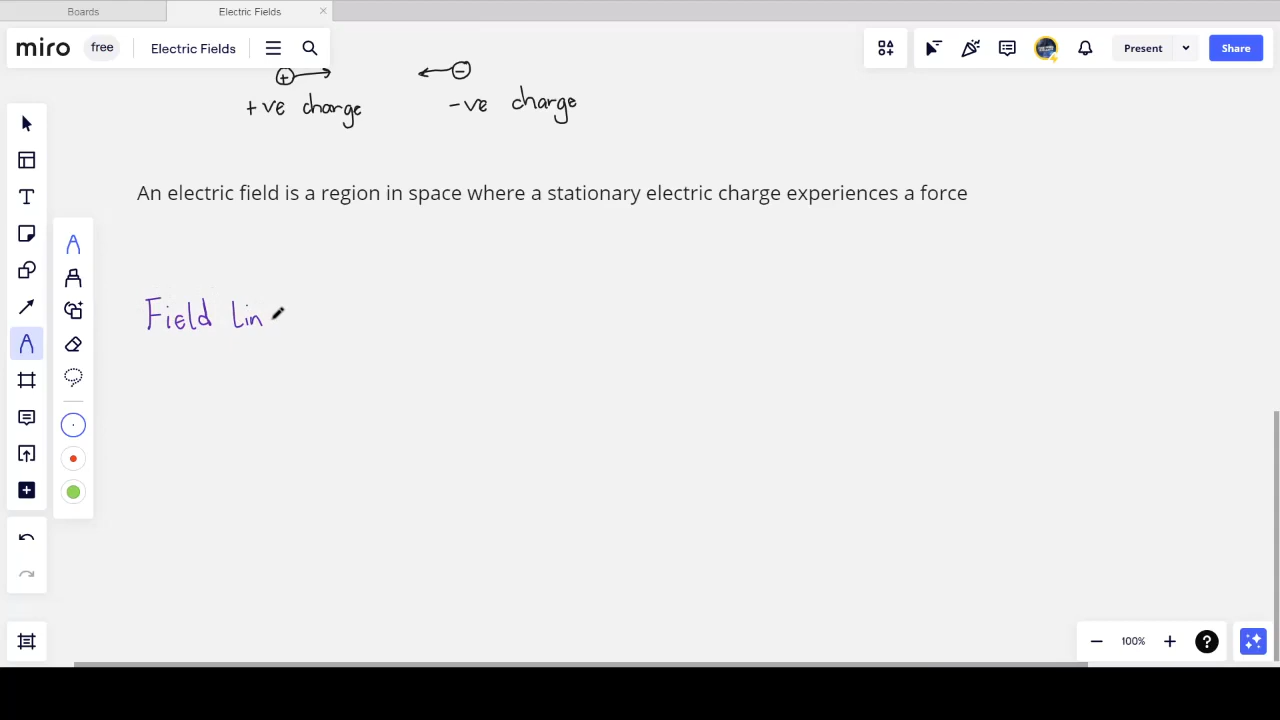 Boards
Electric Fields
miro free Electric Fields
Present
Share
+ -
+ve charge -ve charge
An electric field is a region in space where a stationary electric charge experiences a force
Field Lin
100%
?